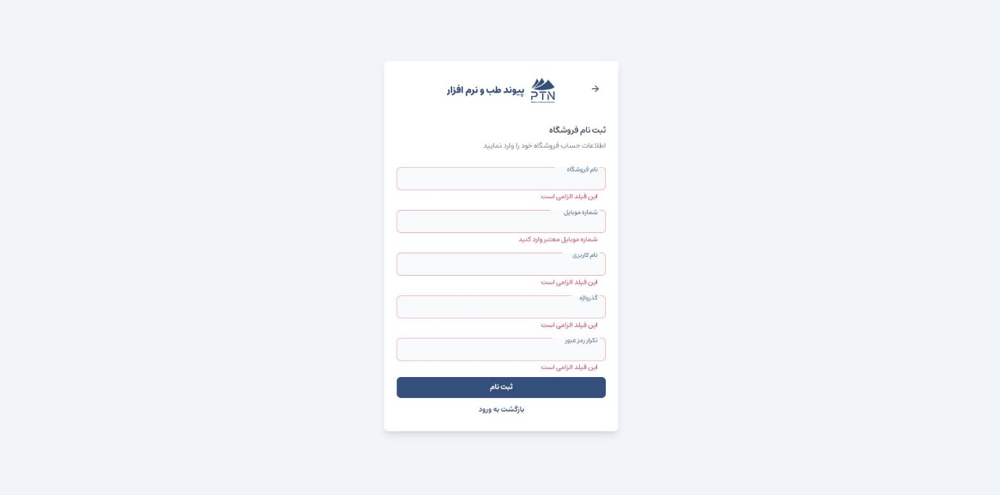 پیوند طب و نرم افزار
PTN
ثبت نام فروشگاه
اطلاعات حساب فروشگاه خود را وارد نمایید
نام فروشگاه
این فیلد الزامی است
شماره موبایل
شماره موبایل معتبر وارد کنید
نام کاربری
این فیلد الزامی است
گذرواژه
این فیلد الزامی است
تکرار رمز عبور
این فیلد الزامی است
ثبت نام
بازگشت به ورود